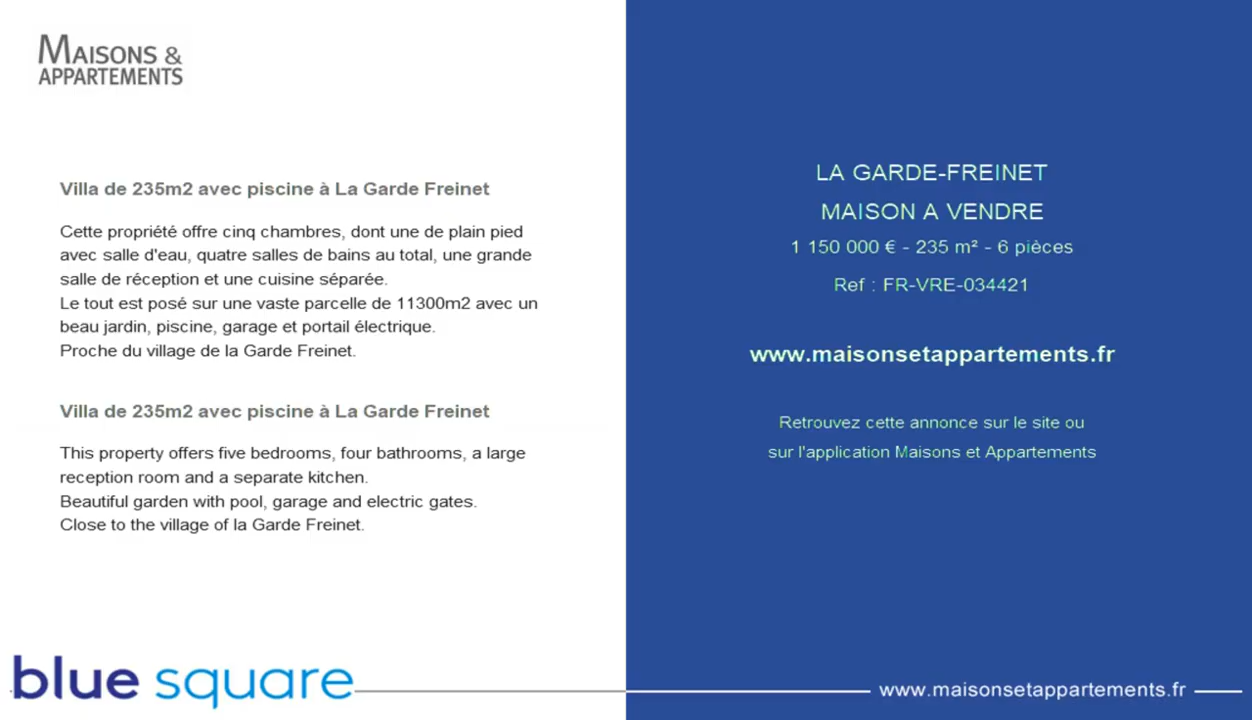 MAISONS &
APPARTEMENTS
Villa de 235m2 avec piscine à La Garde Freinet
Cette propriété offre cinq chambres, dont une de plain pied
avec salle d'eau, quatre salles de bains au total, une grande
salle de réception et une cuisine séparée.
Le tout est posé sur une vaste parcelle de 11300m2 avec un
beau jardin, piscine, garage et portail électrique.
Proche du village de la Garde Freinet.
Villa de 235m2 avec piscine à La Garde Freinet
This property offers five bedrooms, four bathrooms, a large
reception room and a separate kitchen.
Beautiful garden with pool, garage and electric gates.
Close to the village of la Garde Freinet.
blue square
LA GARDE-FREINET
MAISON A VENDRE
1 150 000 € - 235 m² - 6 pièces
Ref : FR-VRE-034421
www.maisonsetappartements.fr
Retrouvez cette annonce sur le site ou
sur l'application Maisons et Appartements
www.maisonsetappartements.fr